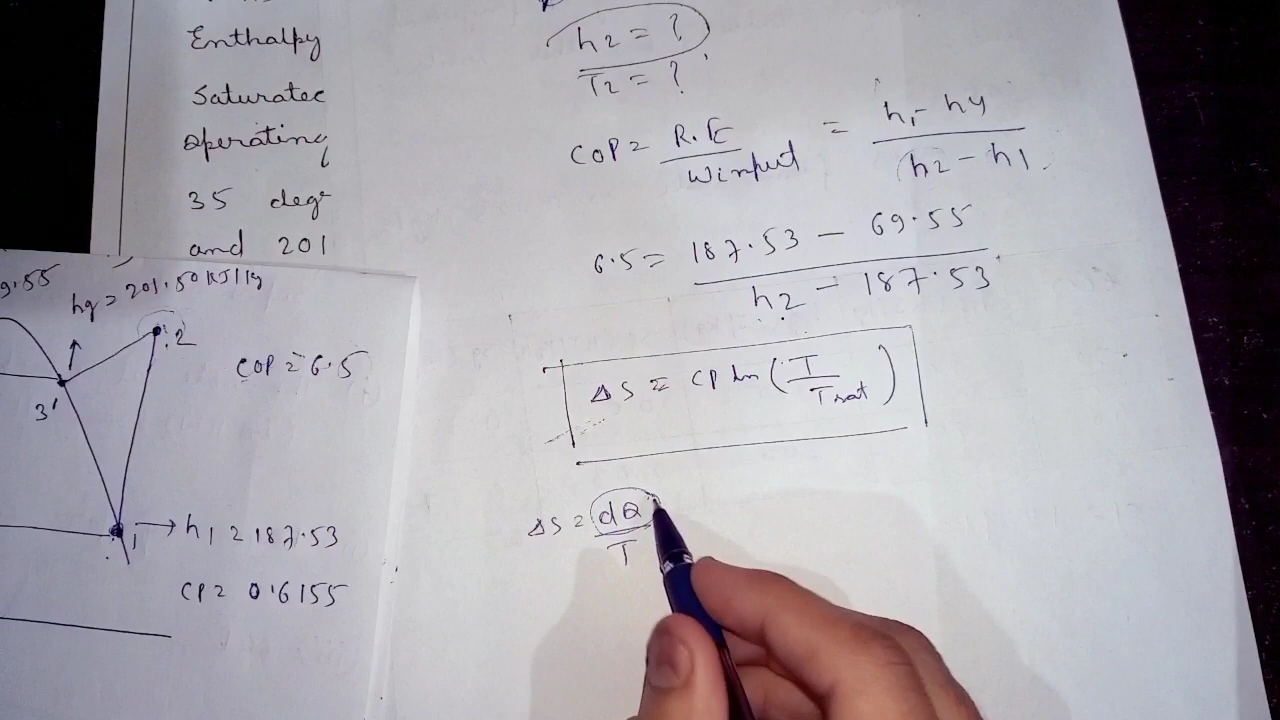 Enthalpy
Saturatec
operating
35 deg
and 201
9.55
hg = 201.50 kJ/kg
2
COP = 6.5
3'
1 → h1 = 187.53
CP = 0.6155
h2 = ?
T2 = ?
COP = R.E / Winput = h1 - h4 / h2 - h1
6.5 = 187.53 - 69.55 / h2 - 187.53
ΔS = CP ln (T / Tsat)
ΔS = dQ / T